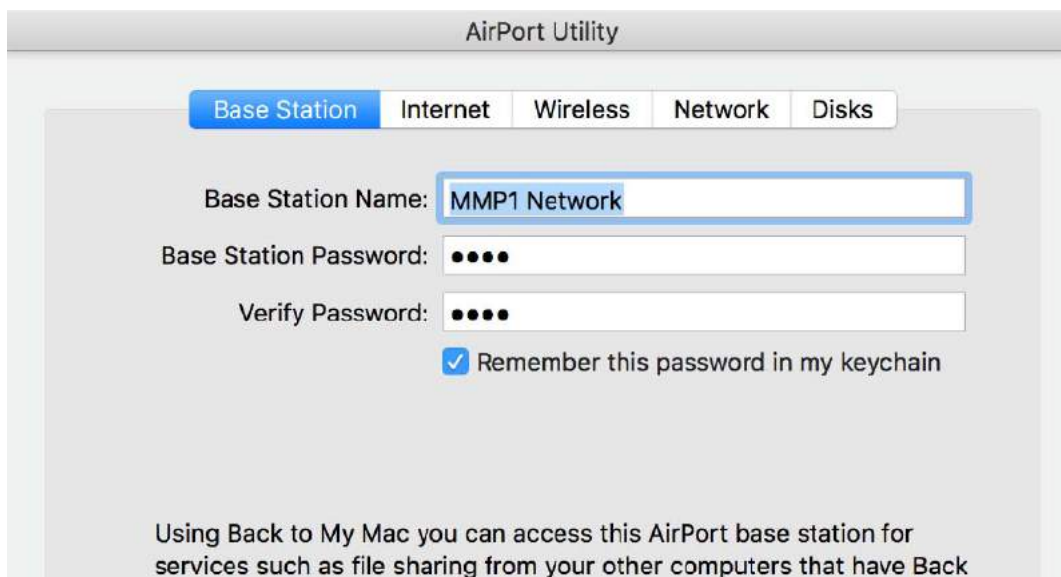 AirPort Utility
Base Station Internet Wireless Network Disks
Base Station Name: MMP1 Network
Base Station Password: ••••
Verify Password: ••••
Remember this password in my keychain
Using Back to My Mac you can access this AirPort base station for
services such as file sharing from your other computers that have Back